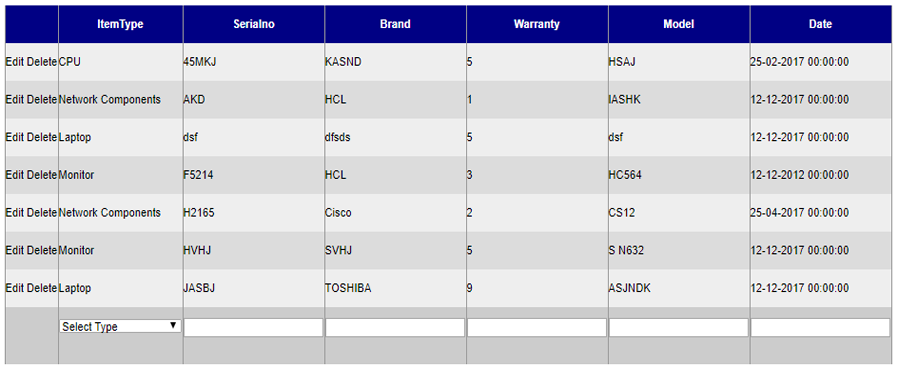 ItemType Serialno Brand Warranty Model Date
Edit Delete CPU 45MKJ KASND 5 HSAJ 25-02-2017 00:00:00
Edit Delete Network Components AKD HCL 1 IASHK 12-12-2017 00:00:00
Edit Delete Laptop dsf dfsds 5 dsf 12-12-2017 00:00:00
Edit Delete Monitor F5214 HCL 3 HC564 12-12-2012 00:00:00
Edit Delete Network Components H2165 Cisco 2 CS12 25-04-2017 00:00:00
Edit Delete Monitor HVHJ SVHJ 5 S N632 12-12-2017 00:00:00
Edit Delete Laptop JASBJ TOSHIBA 9 ASJNDK 12-12-2017 00:00:00
Select Type